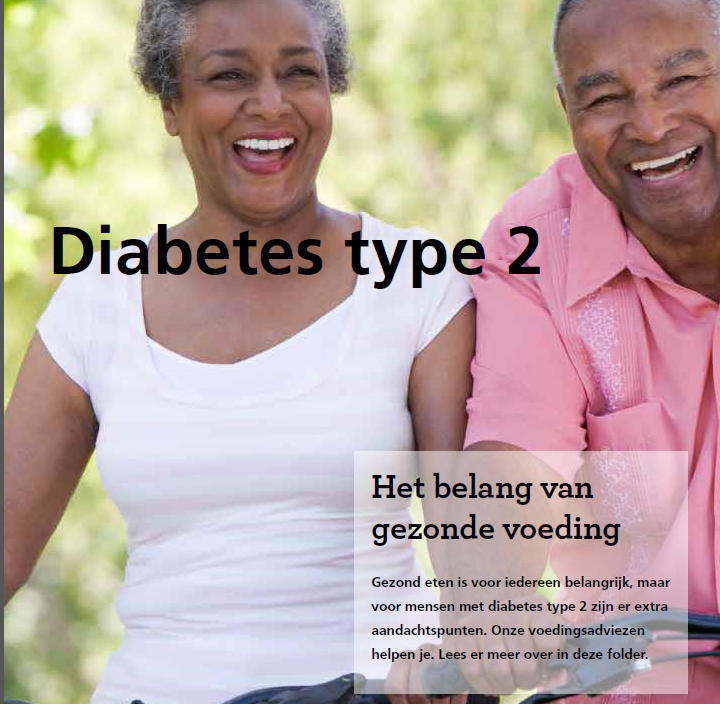 Diabetes type 2
Het belang van
gezonde voeding
Gezond eten is voor iedereen belangrijk, maar
voor mensen met diabetes type 2 zijn er extra
aandachtspunten. Onze voedingsadviezen
helpen je. Lees er meer over in deze folder.